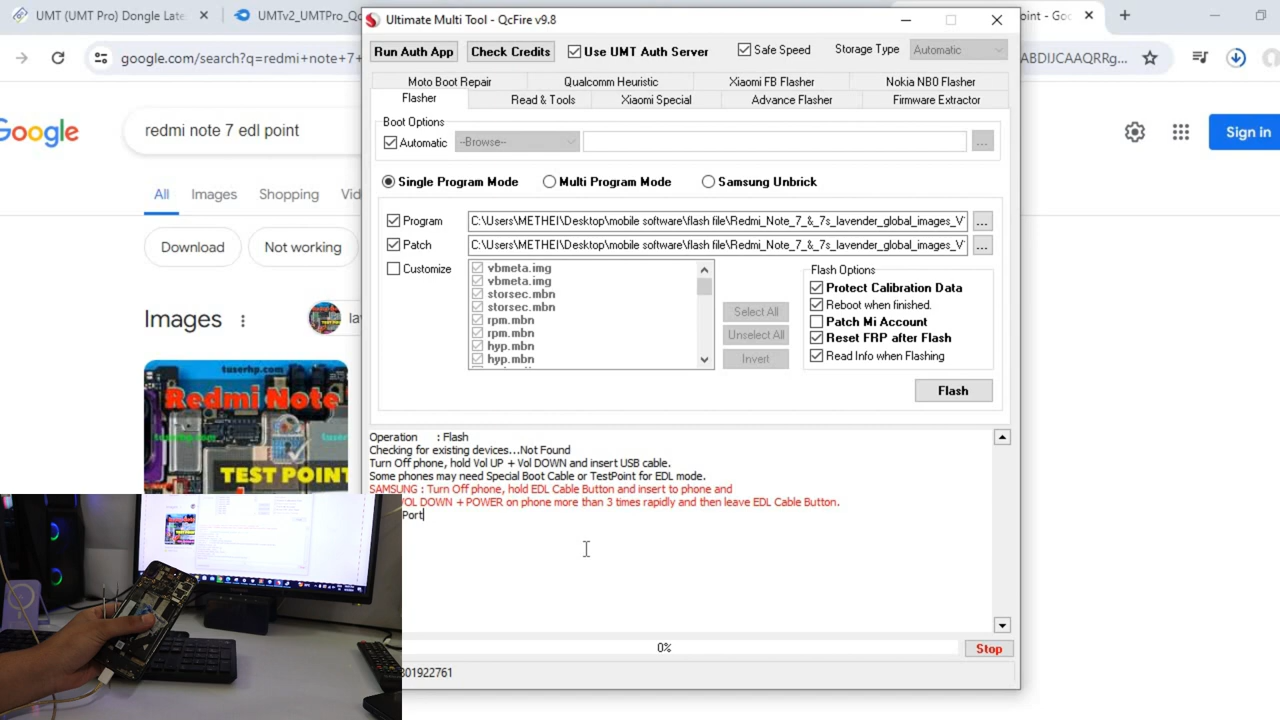 UMT (UMT Pro) Dongle Late
UMTv2_UMTPro_Qc
Ultimate Multi Tool - QcFire v9.8
oint - Goo
google.com/search?q=redmi+note+7+
ABDIJCAAQRRg...
Google
redmi note 7 edl point
Sign in
All
Images
Shopping
Vid
Download
Not working
Images
la
tuserhp.com
Redmi Note
TEST POINT
Run Auth App
Check Credits
Use UMT Auth Server
Safe Speed
Storage Type
Automatic
Moto Boot Repair
Qualcomm Heuristic
Xiaomi FB Flasher
Nokia NB0 Flasher
Flasher
Read & Tools
Xiaomi Special
Advance Flasher
Firmware Extractor
Boot Options
Automatic
--Browse--
...
Single Program Mode
Multi Program Mode
Samsung Unbrick
Program
C:\Users\METHEI\Desktop\mobile software\flash file\Redmi_Note_7_&_7s_lavender_global_images_V
...
Patch
C:\Users\METHEI\Desktop\mobile software\flash file\Redmi_Note_7_&_7s_lavender_global_images_V
...
Customize
vbmeta.img
vbmeta.img
storsec.mbn
storsec.mbn
rpm.mbn
rpm.mbn
hyp.mbn
hyp.mbn
Select All
Unselect All
Invert
Flash Options
Protect Calibration Data
Reboot when finished.
Patch Mi Account
Reset FRP after Flash
Read Info when Flashing
Flash
Operation : Flash
Checking for existing devices...Not Found
Turn Off phone, hold Vol UP + Vol DOWN and insert USB cable.
Some phones may need Special Boot Cable or TestPoint for EDL mode.
SAMSUNG : Turn Off phone, hold EDL Cable Button and insert to phone and
VOL DOWN + POWER on phone more than 3 times rapidly and then leave EDL Cable Button.
Port
0%
Stop
301922761